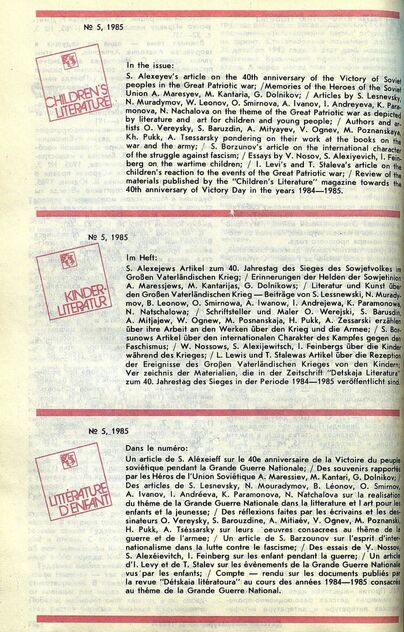 № 5, 1985
CHILDREN'S
LITERATURE
In the issue:
S. Alexeyev's article on the 40th anniversary of the Victory of Soviet
peoples in the Great Patriotic war; /Memories of the Heroes of the Soviet
Union A. Maresyev, M. Kantaria, G. Dolnikov; / Articles by S. Lesnevsky,
N. Muradymov, W. Leonov, O. Smirnova, A. Ivanov, I. Andreyeva, K. Para-
monova, N. Nachalova on the theme of the Great Patriotic war as depicted
by literature and art for children and young people; / Authors and ar-
tists O. Vereysky, S. Baruzdin, A. Mityayev, V. Ognev, M. Poznanskaya,
Kh. Pukk, A. Tsessarsky pondering on their work at the books on the
war and the army; / S. Borzunov's article on the international character
of the struggle against fascism; / Essays by V. Nosov, S. Alexiyevich, I. Fein-
berg on the wartime children; / I. Levi's and T. Staleva's article on the
children's reaction to the events of the Great Patriotic war; / Review of the
materials published by the "Children's Literature" magazine towards the
40th anniversary of Victory Day in the years 1984—1985.
№ 5, 1985
KINDER-
LITERATUR
Im Heft:
S. Alexejews Artikel zum 40. Jahrestag des Sieges des Sowjetvolkes im
Großen Vaterländischen Krieg; / Erinnerungen der Helden der Sowjetinion
A. Maressjews, M. Kantarijas, G. Dolnikows; / Literatur und Kunst über
den Großen Vaterländischen Krieg — Beiträge von S. Lessnewski, N. Murady-
mov, B. Leonow, O. Smirnowa, A. Iwanow, I. Andrejewa, K. Paramonowa,
N. Natschalowa; / Schriftsteller und Maler O. Werejski, S. Barusdin,
A. Mitjajew, W. Ognew, M. Posnanskaja, H. Pukk, A. Zessarski erzählen
über ihre Arbeit an den Werken über den Krieg und die Armee; / S. Bor-
sunows Artikel über den internationalen Charakter des Kampfes gegen den
Faschismus; / W. Nossows, S. Alexijewitsch, I. Feinbergs über die Kinder
während des Krieges; / L. Lewis und T. Stalewas Artikel über die Rezeption
der Ereignisse des Großen Vaterländischen Krieges von den Kindern;
Ver zeichnis der Materialien, die in der Zeitschrift "Detskaja Literatura"
zum 40. Jahrestag des Sieges in der Periode 1984—1985 veröffentlicht sind.
№ 5, 1985
LITTÉRATURE
D'ENFANT
Dans le numéro:
Un article de S. Aléxeieff sur le 40e anniversaire de la Victoire du peuple
soviétique pendant la Grande Guerre Nationale; / Des souvenirs rapportés
par les Héros de l'Union Soviétique A. Maressiev, M. Kantari, G. Dolnikov; /
Des articles de S. Lesnevsky, N. Mouradymov, B. Léonov, O. Smirnov,
A. Ivanov, I. Andréeva, K. Paramonova, N. Natchalova sur la realisation
du thème de la Grande Guerre Nationale dans la litterature et l art pour les
enfants et la jeunesse; / Des réflexions faites par des écrivains et les des-
sinateurs O. Vereysky, S. Barouzdine, A. Mitiaév, V. Ognev, M. Poznanski,
H. Pukk, A. Tséssarsky sur leurs oeuvres consacrees au thème de la
guerre et de l'armee; / Un article de S. Barzounov sur l'esprit d'inter-
nationalisme dans la lutte contre le fascisme; / Des essais de V. Nossov,
S. Alexéiëvitch, I. Feinberg sur les enfant pendant la guerre; / Un article
d'I. Levy et de T. Stalev sur les événements de la Grande Guerre Nationale
vus par les enfants; / Compte — rendu sur les documents publiés par
la revue "Détskaia litératoura" au cours des années 1984—1985 consacrés
au thème de la Grande Guerre National.